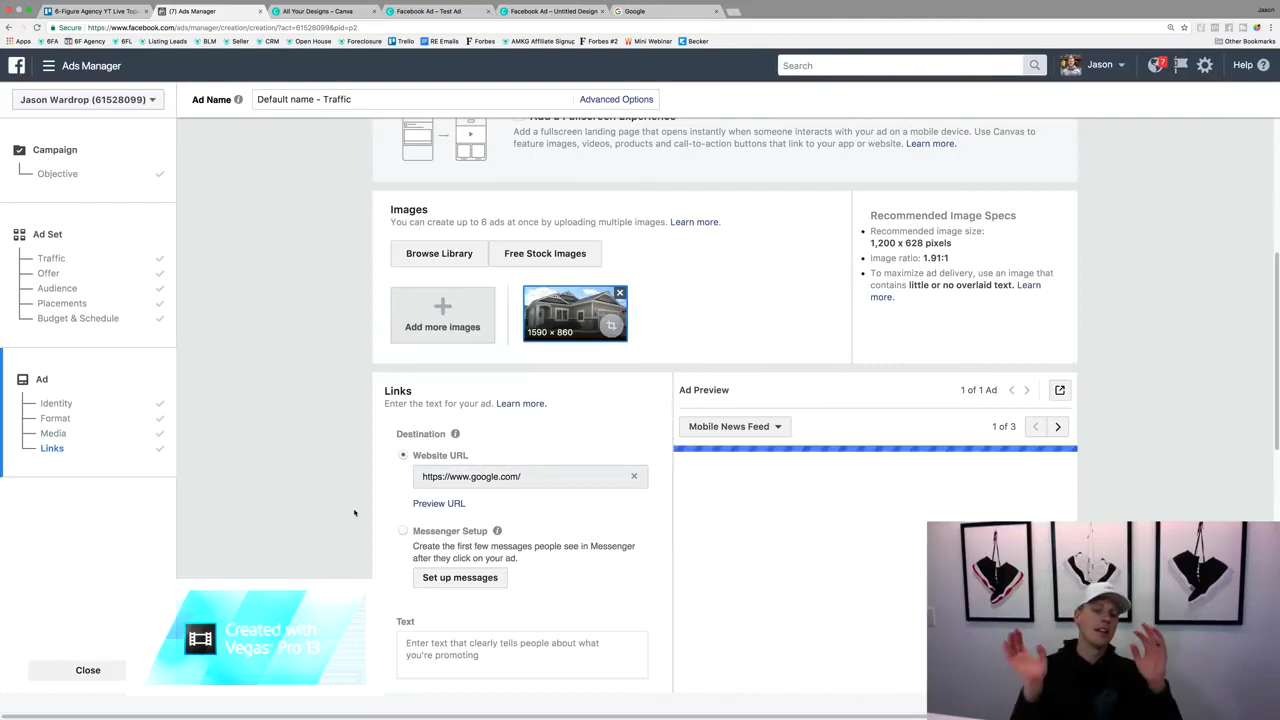 6-Figure Agency YT Live Top
(7) Ads Manager
All Your Designs – Canva
Facebook Ad – Test Ad
Facebook Ad – Untitled Design
Google
Jason
Secure
https://www.facebook.com/ads/manager/creation/creation/?act=61528099&pid=p2
Apps
6FA
6F Agency
6FL
Listing Leads
BLM
Seller
CRM
Open House
Foreclosure
Trello
RE Emails
Forbes
AMKG Affiliate Signup
Forbes #2
Mini Webinar
Becker
Other Bookmarks
Ads Manager
Search
Jason
7
Help
Jason Wardrop (61528099)
Ad Name
Default name - Traffic
Advanced Options
Campaign
Objective
Ad Set
Traffic
Offer
Audience
Placements
Budget & Schedule
Ad
Identity
Format
Media
Links
Close
Add a Fullscreen Experience
Add a fullscreen landing page that opens instantly when someone interacts with your ad on a mobile device. Use Canvas to
feature images, videos, products and call-to-action buttons that link to your app or website. Learn more.
Images
You can create up to 6 ads at once by uploading multiple images. Learn more.
Browse Library
Free Stock Images
Add more images
1590 × 860
Recommended Image Specs
Recommended image size:
1,200 x 628 pixels
Image ratio: 1.91:1
To maximize ad delivery, use an image that
contains little or no overlaid text. Learn
more.
Links
Enter the text for your ad. Learn more.
Destination
Website URL
https://www.google.com/
Preview URL
Messenger Setup
Create the first few messages people see in Messenger
after they click on your ad.
Set up messages
Text
Enter text that clearly tells people about what
you're promoting
Ad Preview
1 of 1 Ad
Mobile News Feed
1 of 3
Created with
Vegas Pro 13